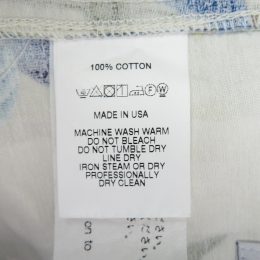 100% COTTON
MADE IN USA
MACHINE WASH WARM
DO NOT BLEACH
DO NOT TUMBLE DRY
LINE DRY
IRON STEAM OR DRY
PROFESSIONALLY
DRY CLEAN